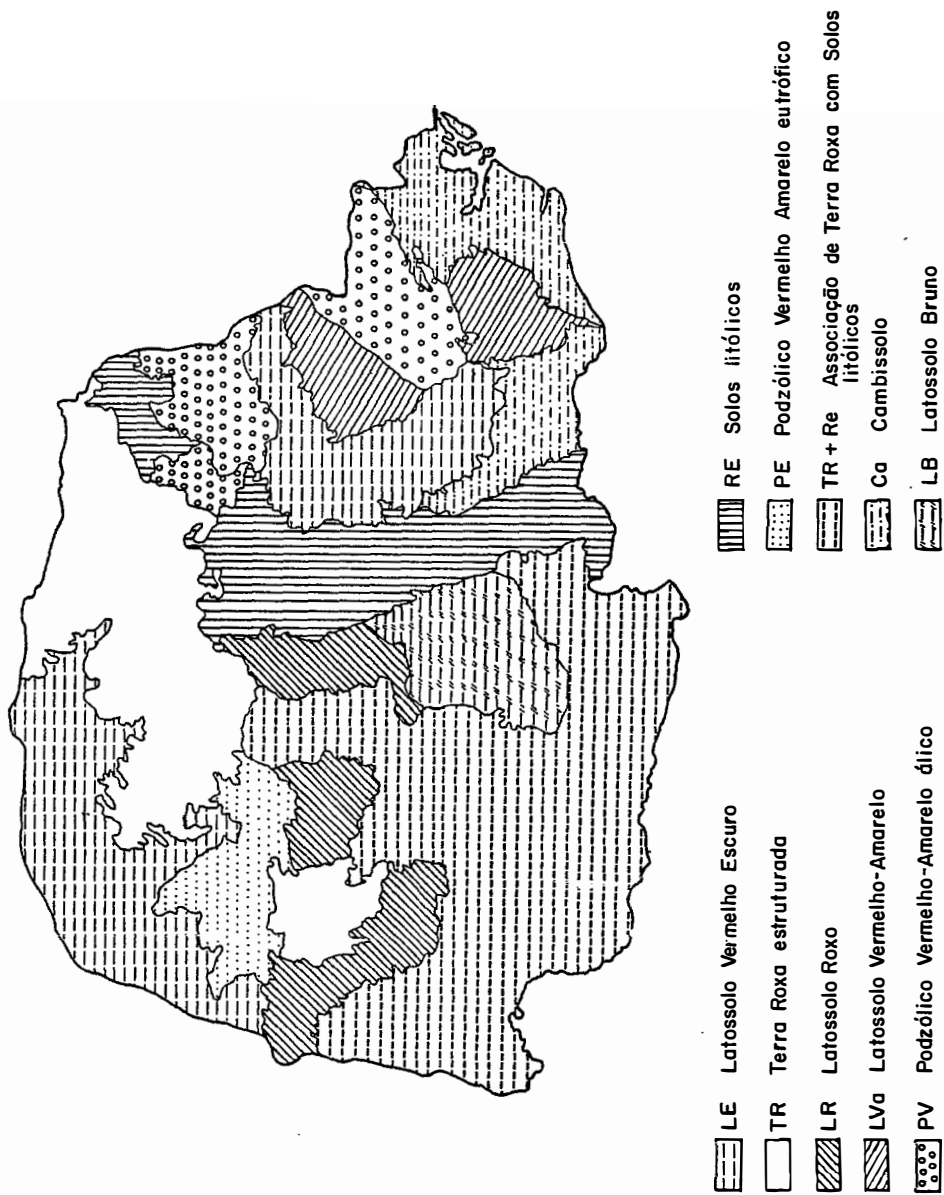 LE Latossolo Vermelho Escuro
TR Terra Roxa estruturada
LR Latossolo Roxo
LVa Latossolo Vermelho-Amarelo
PV Podzólico Vermelho-Amarelo álico
RE Solos litólicos
PE Podzólico Vermelho Amarelo eutrófico
TR + Re Associação de Terra Roxa com Solos
litólicos
Ca Cambissolo
LB Latossolo Bruno